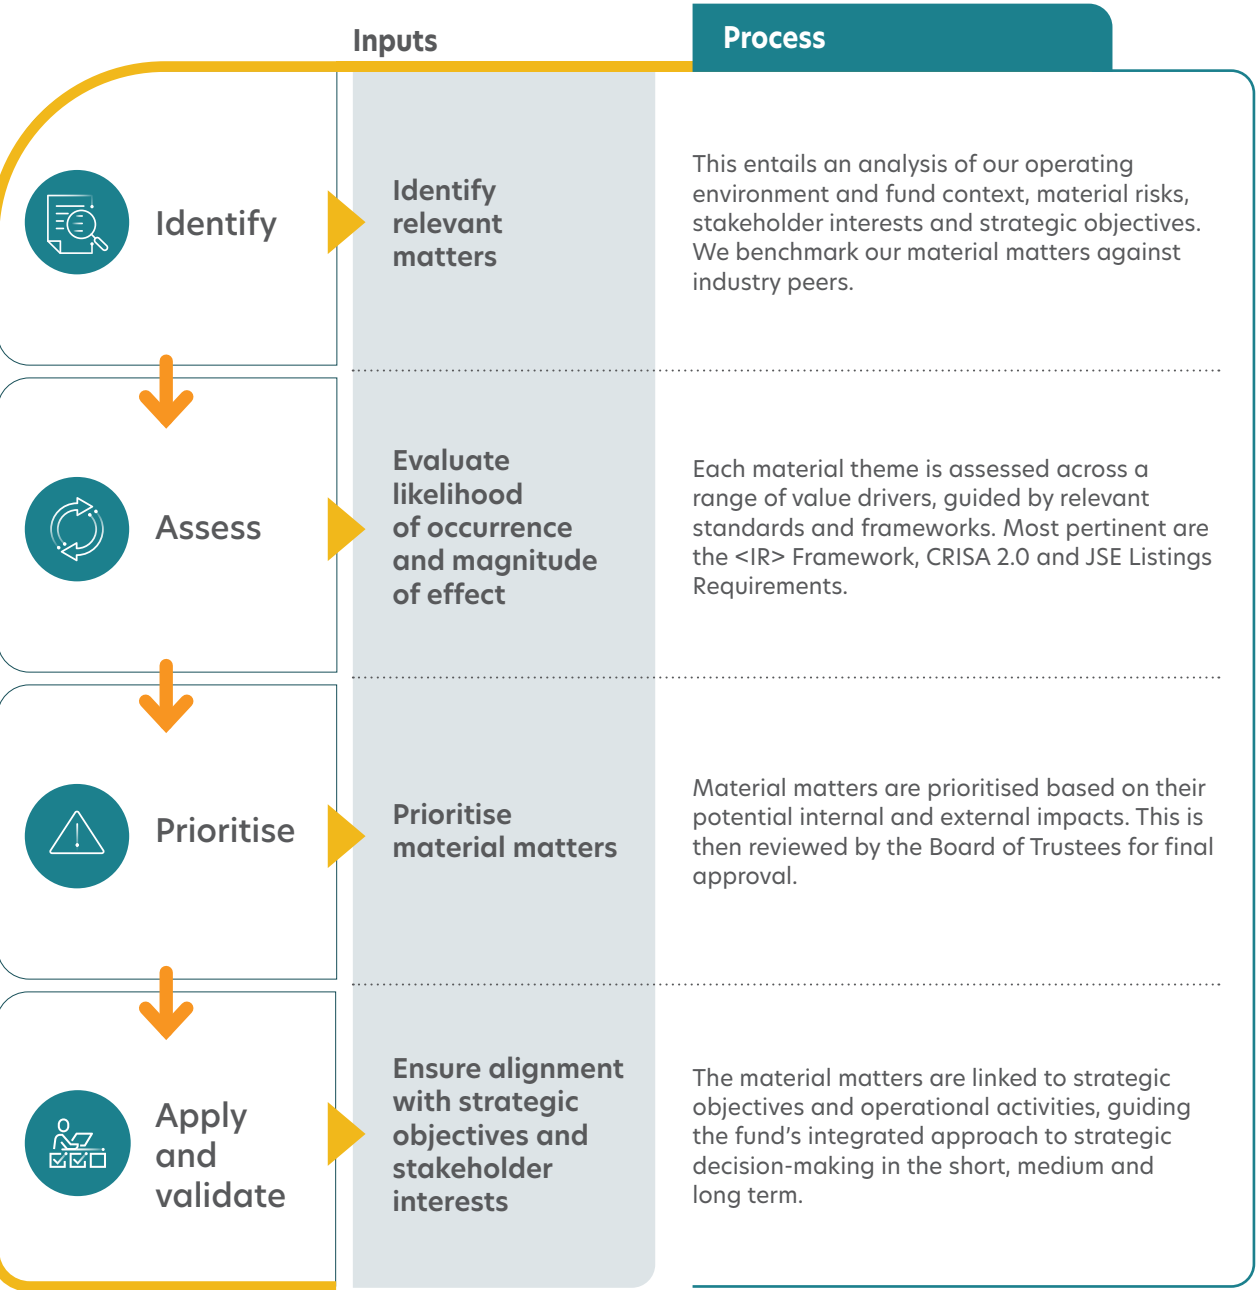 Inputs
Process
Identify
Identify
relevant
matters
This entails an analysis of our operating
environment and fund context, material risks,
stakeholder interests and strategic objectives.
We benchmark our material matters against
industry peers.
Assess
Evaluate
likelihood
of occurrence
and magnitude
of effect
Each material theme is assessed across a
range of value drivers, guided by relevant
standards and frameworks. Most pertinent are
the <IR> Framework, CRISA 2.0 and JSE Listings
Requirements.
Prioritise
Prioritise
material matters
Material matters are prioritised based on their
potential internal and external impacts. This is
then reviewed by the Board of Trustees for final
approval.
Apply
and
validate
Ensure alignment
with strategic
objectives and
stakeholder
interests
The material matters are linked to strategic
objectives and operational activities, guiding
the fund's integrated approach to strategic
decision-making in the short, medium and
long term.